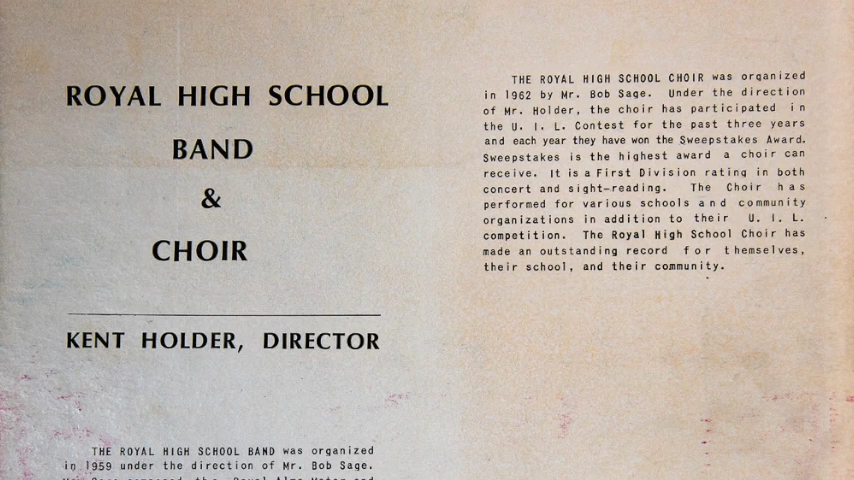 ROYAL HIGH SCHOOL
BAND
&
CHOIR
KENT HOLDER, DIRECTOR
THE ROYAL HIGH SCHOOL BAND was organized
in 1959 under the direction of Mr. Bob Sage.
THE ROYAL HIGH SCHOOL CHOIR was organized
in 1962 by Mr. Bob Sage. Under the direction
of Mr. Holder, the choir has participated in
the U. I. L. Contest for the past three years
and each year they have won the Sweepstakes Award.
Sweepstakes is the highest award a choir can
receive. It is a First Division rating in both
concert and sight-reading. The Choir has
performed for various schools and community
organizations in addition to their U. I. L.
competition. The Royal High School Choir has
made an outstanding record for themselves,
their school, and their community.